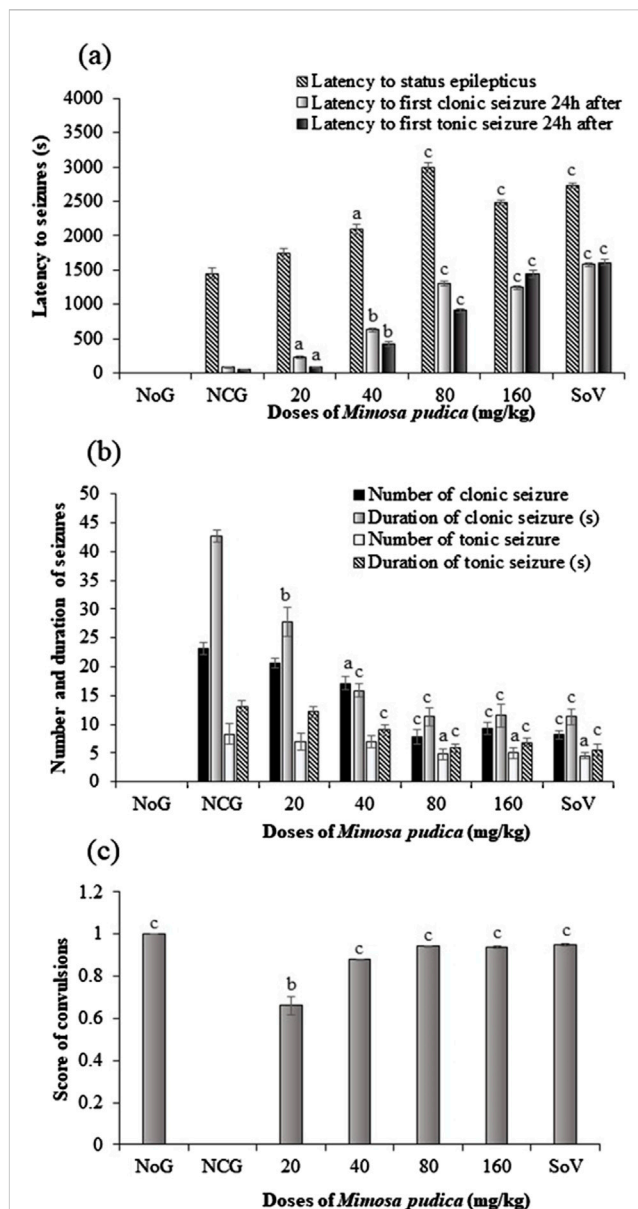 (a)
Latency to status epilepticus
Latency to first clonic seizure 24h after
Latency to first tonic seizure 24h after
Latency to seizures (s)
4000
3500
3000
2500
2000
1500
1000
500
0
a a
a b b
c c c
c c c
c c c
NoG NCG 20 40 80 160 SoV
Doses of Mimosa pudica (mg/kg)
(b)
Number of clonic seizure
Duration of clonic seizure (s)
Number of tonic seizure
Duration of tonic seizure (s)
Number and duration of seizures
50
45
40
35
30
25
20
15
10
5
0
b
a c c
c c a c
c c a c
c c a c
NoG NCG 20 40 80 160 SoV
Doses of Mimosa pudica (mg/kg)
(c)
Score of convulsions
1.2
1
0.8
0.6
0.4
0.2
0
c b c c c c
NoG NCG 20 40 80 160 SoV
Doses of Mimosa pudica (mg/kg)